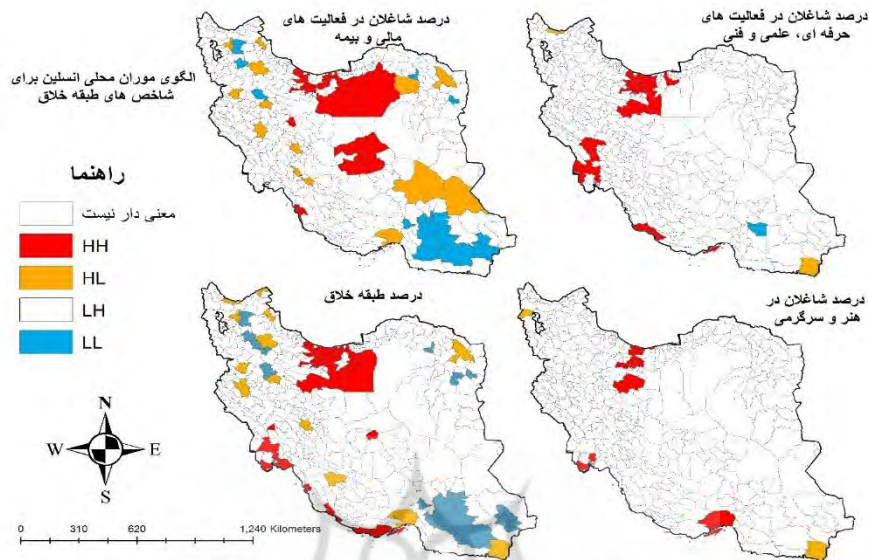 درصد شاغلان در فعالیت های
حرفه ای، علمی و فنی
درصد شاغلان در فعالیت های
مالی و بیمه
الگوی موران محلی انسلین برای
شاخص های طبقه خلاق
راهنما
معنی دار نیست
HH
HL
LH
LL
درصد شاغلان در
هنر و سرگرمی
درصد طبقه خلاق
N
W
E
S
0 310 620 1,240 Kilometers